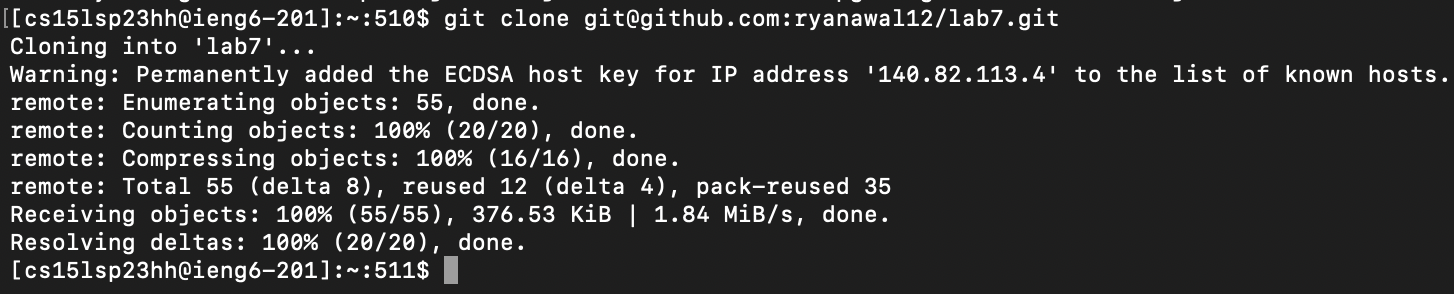 [[cs15lsp23hh@ieng6-201]:~:510$ git clone git@github.com:ryanawal12/lab7.git
Cloning into 'lab7'...
Warning: Permanently added the ECDSA host key for IP address '140.82.113.4' to the list of known hosts.
remote: Enumerating objects: 55, done.
remote: Counting objects: 100% (20/20), done.
remote: Compressing objects: 100% (16/16), done.
remote: Total 55 (delta 8), reused 12 (delta 4), pack-reused 35
Receiving objects: 100% (55/55), 376.53 KiB | 1.84 MiB/s, done.
Resolving deltas: 100% (20/20), done.
[cs15lsp23hh@ieng6-201]:~:511$